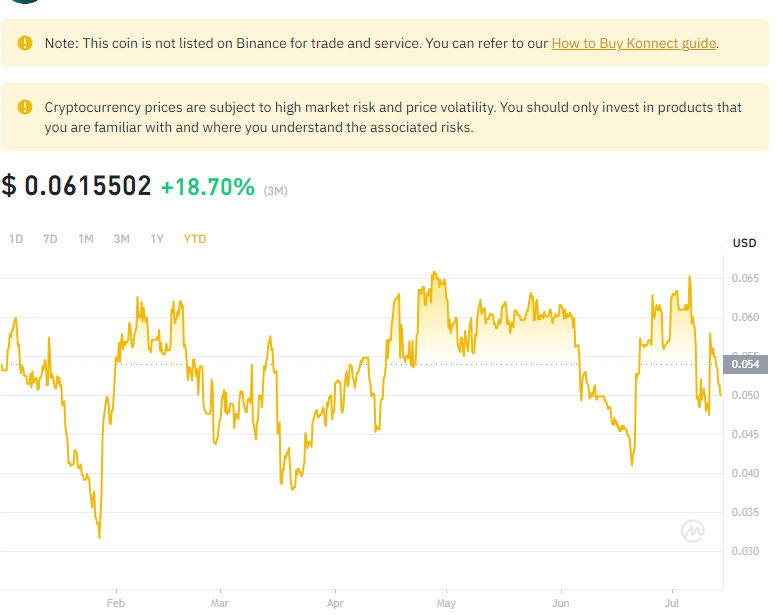 Note: This coin is not listed on Binance for trade and service. You can refer to our How to Buy Konnect guide.
Cryptocurrency prices are subject to high market risk and price volatility. You should only invest in products that
you are familiar with and where you understand the associated risks.
$ 0.0615502 +18.70% (3M)
1D 7D 1M 3M 1Y YTD
USD
0.065
0.060
0.055
0.054
0.050
0.045
0.040
0.035
0.030
Feb Mar Apr May Jun Jul